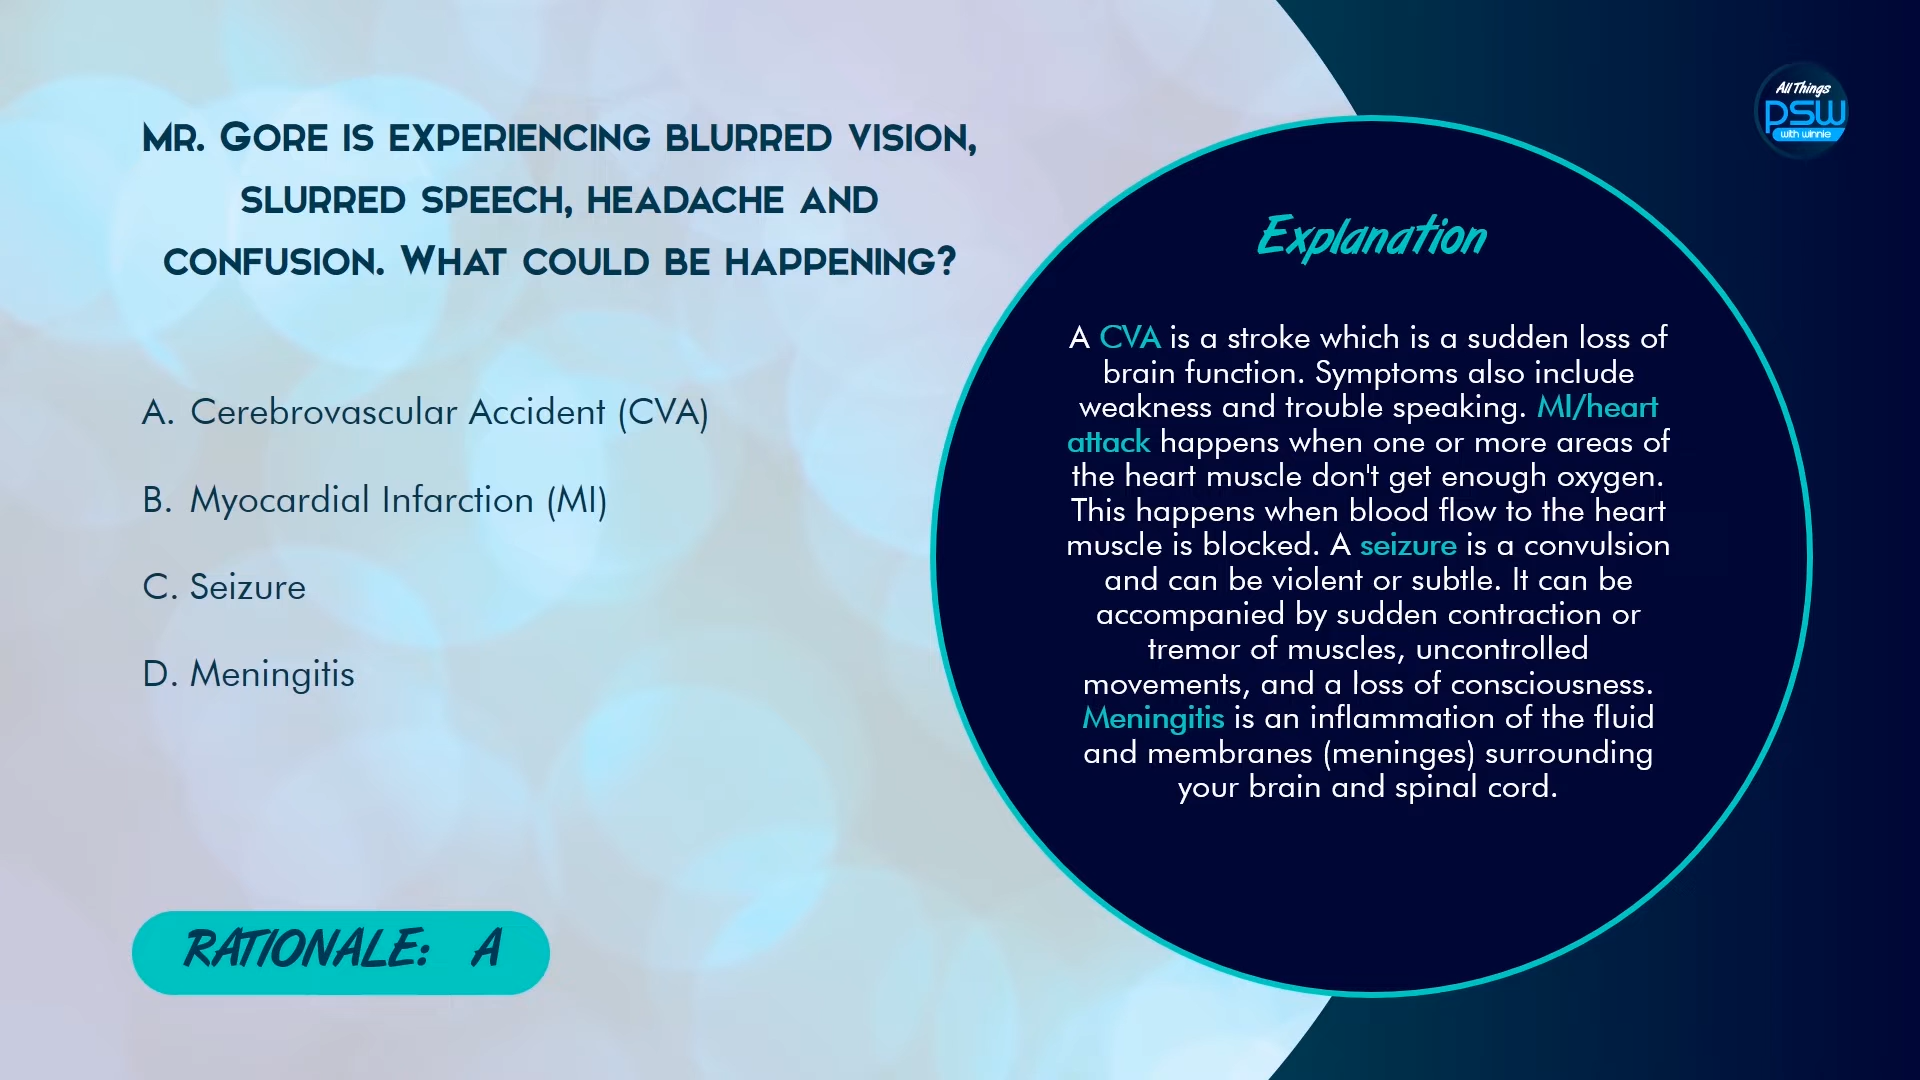 Mr. Gore is experiencing blurred vision,
slurred speech, headache and
confusion. What could be happening?
A. Cerebrovascular Accident (CVA)
B. Myocardial Infarction (MI)
C. Seizure
D. Meningitis
RATIONALE: A
All Things
PSW
with winnie
Explanation
A CVA is a stroke which is a sudden loss of
brain function. Symptoms also include
weakness and trouble speaking. MI/heart
attack happens when one or more areas of
the heart muscle don't get enough oxygen.
This happens when blood flow to the heart
muscle is blocked. A seizure is a convulsion
and can be violent or subtle. It can be
accompanied by sudden contraction or
tremor of muscles, uncontrolled
movements, and a loss of consciousness.
Meningitis is an inflammation of the fluid
and membranes (meninges) surrounding
your brain and spinal cord.